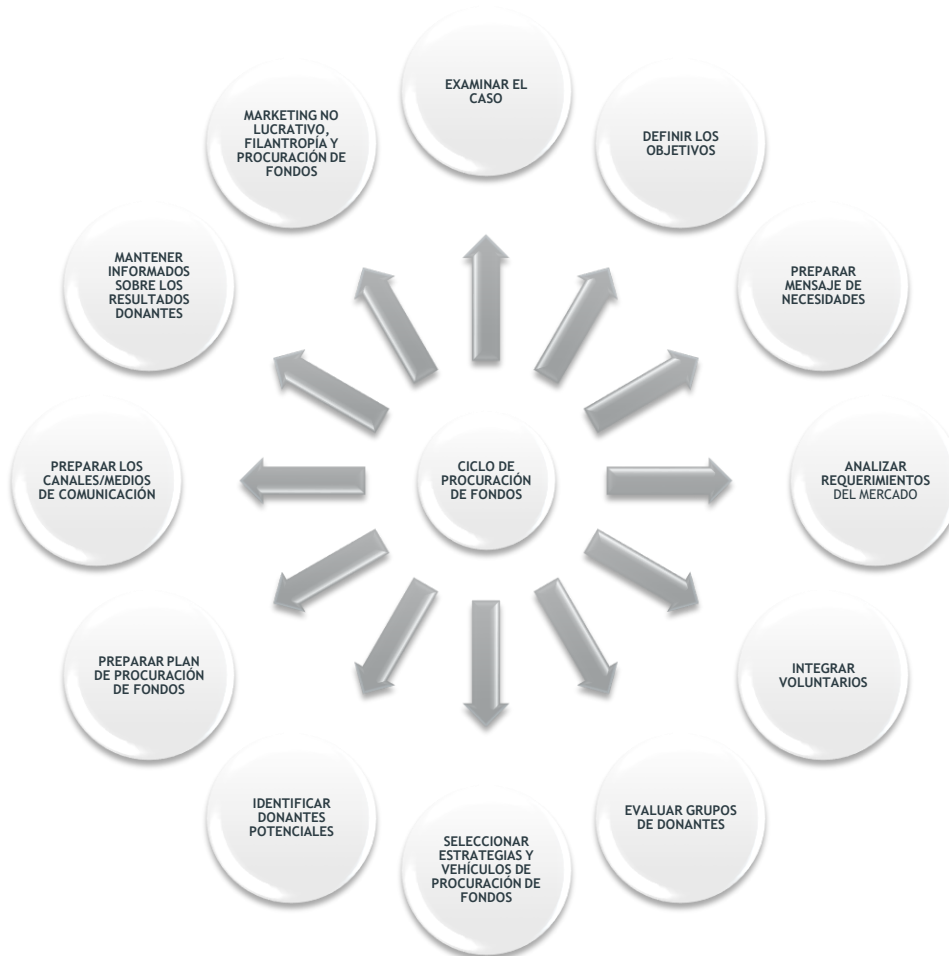 EXAMINAR EL
CASO
DEFINIR LOS
OBJETIVOS
PREPARAR
MENSAJE DE
NECESIDADES
ANALIZAR
REQUERIMIENTOS
DEL MERCADO
INTEGRAR
VOLUNTARIOS
EVALUAR GRUPOS
DE DONANTES
SELECCIONAR
ESTRATEGIAS Y
VEHÍCULOS DE
PROCURACIÓN DE
FONDOS
IDENTIFICAR
DONANTES
POTENCIALES
PREPARAR PLAN
DE PROCURACIÓN
DE FONDOS
PREPARAR LOS
CANALES/MEDIOS
DE COMUNICACIÓN
MANTENER
INFORMADOS
SOBRE LOS
RESULTADOS
DONANTES
MARKETING NO
LUCRATIVO,
FILANTROPÍA Y
PROCURACIÓN DE
FONDOS
CICLO DE
PROCURACIÓN
DE FONDOS